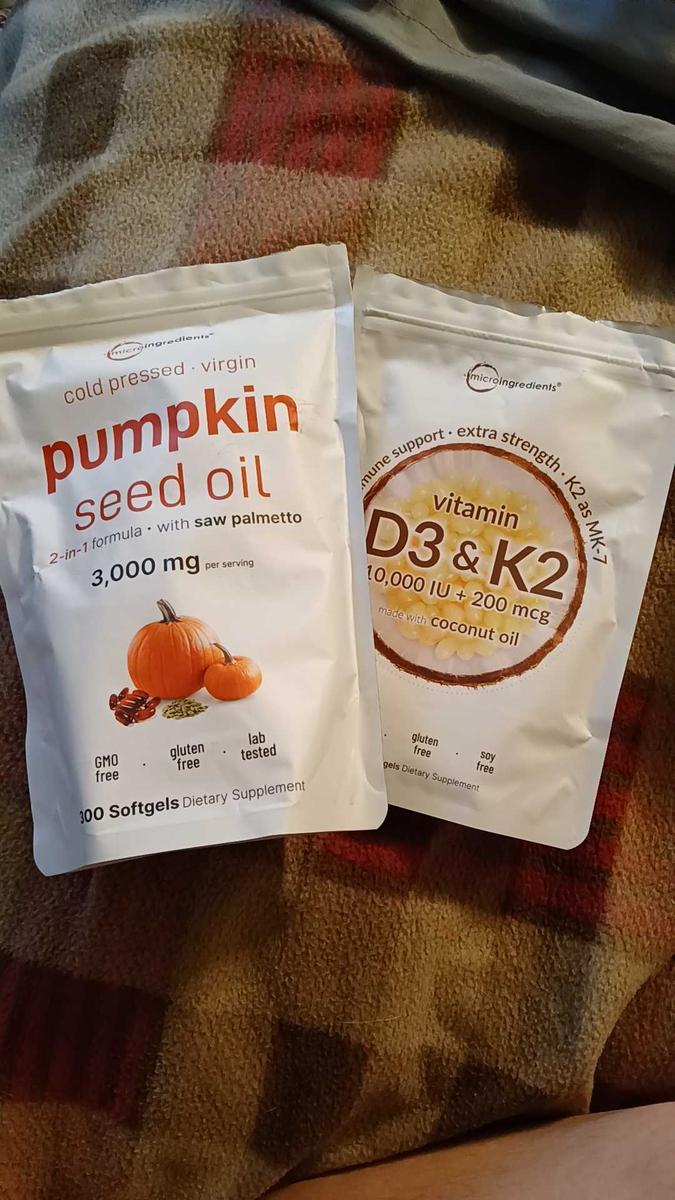 microingredients™
cold pressed · virgin
pumpkin
seed oil
2-in-1 formula · with saw palmetto
3,000 mg per serving
GMO free · gluten free · lab tested
300 Softgels Dietary Supplement
microingredients®
support · extra strength · K2 as MK-7
vitamin
D3 & K2
10,000 IU + 200 mcg
made with coconut oil
· gluten free · soy free
Dietary Supplement